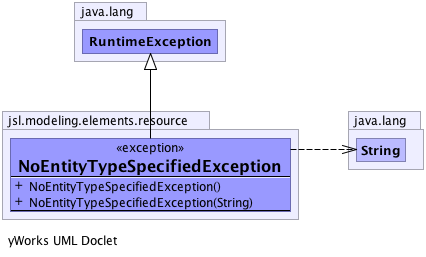 java.lang
RuntimeException
jsl.modeling.elements.resource
«exception»
NoEntityTypeSpecifiedException
+ NoEntityTypeSpecifiedException()
+ NoEntityTypeSpecifiedException(String)
java.lang
String
yWorks UML Doclet